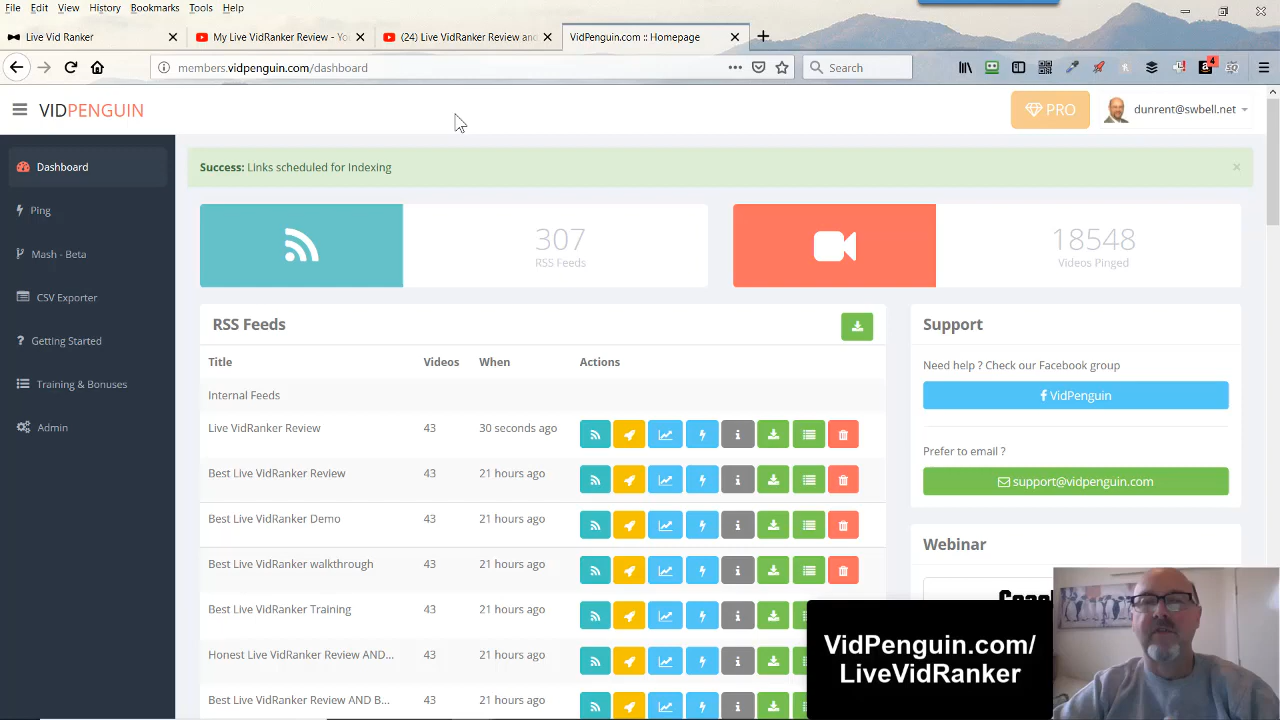 File Edit View History Bookmarks Tools Help
Live Vid Ranker
My Live VidRanker Review - You
(24) Live VidRanker Review and
VidPenguin.com :: Homepage
members.vidpenguin.com/dashboard
Search
4
VIDPENGUIN
PRO
dunrent@swbell.net
Dashboard
Ping
Mash - Beta
CSV Exporter
Getting Started
Training & Bonuses
Admin
Success: Links scheduled for Indexing
307
RSS Feeds
18548
Videos Pinged
RSS Feeds
Title Videos When Actions
Internal Feeds
Live VidRanker Review 43 30 seconds ago
Best Live VidRanker Review 43 21 hours ago
Best Live VidRanker Demo 43 21 hours ago
Best Live VidRanker walkthrough 43 21 hours ago
Best Live VidRanker Training 43 21 hours ago
Honest Live VidRanker Review AND... 43 21 hours ago
Best Live VidRanker Review AND B... 43 21 hours ago
Support
Need help ? Check our Facebook group
VidPenguin
Prefer to email ?
support@vidpenguin.com
Webinar
VidPenguin.com/
LiveVidRanker